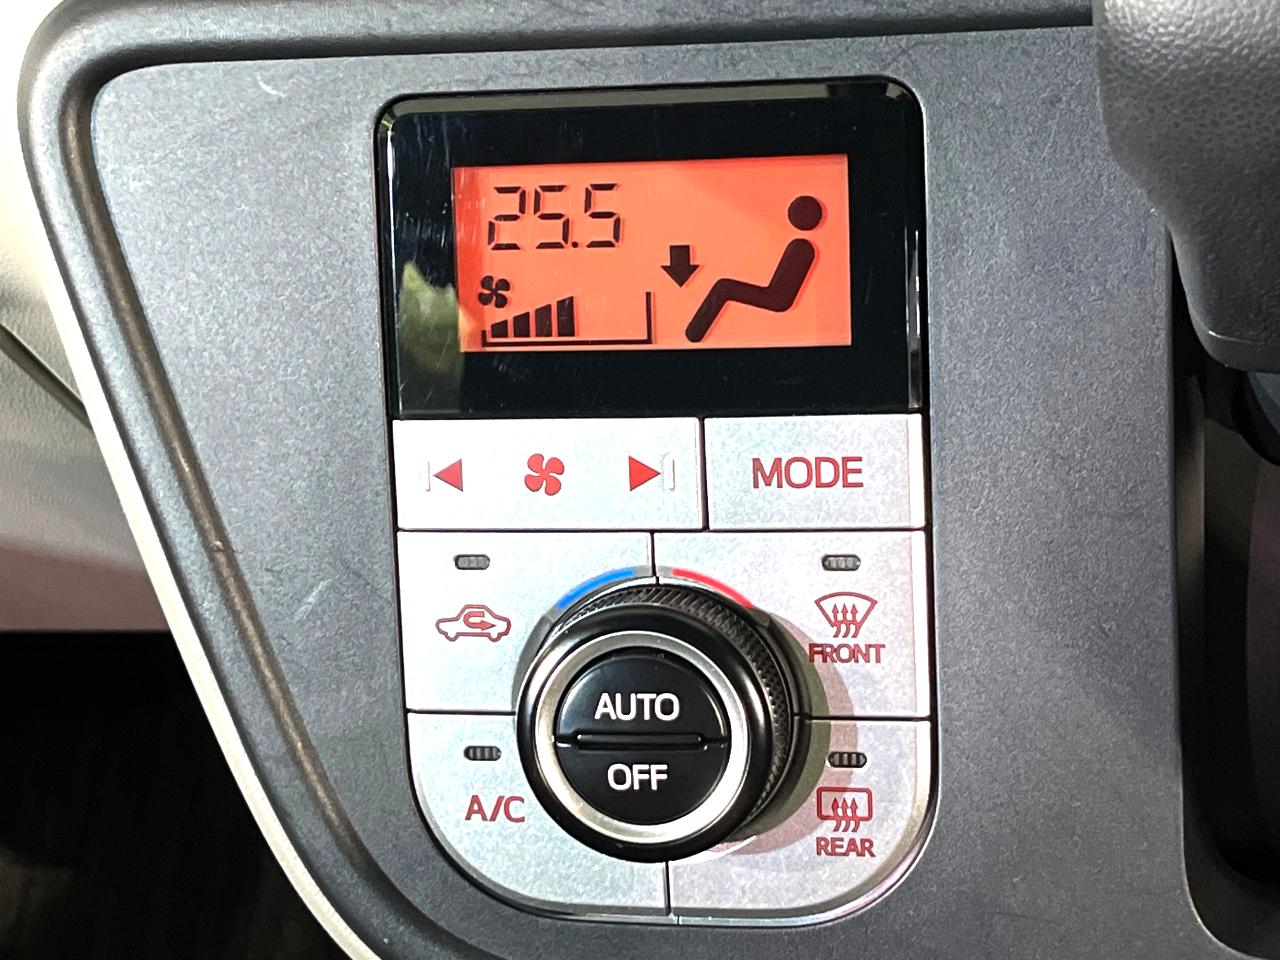 25.5
MODE
FRONT
AUTO
OFF
A/C
REAR